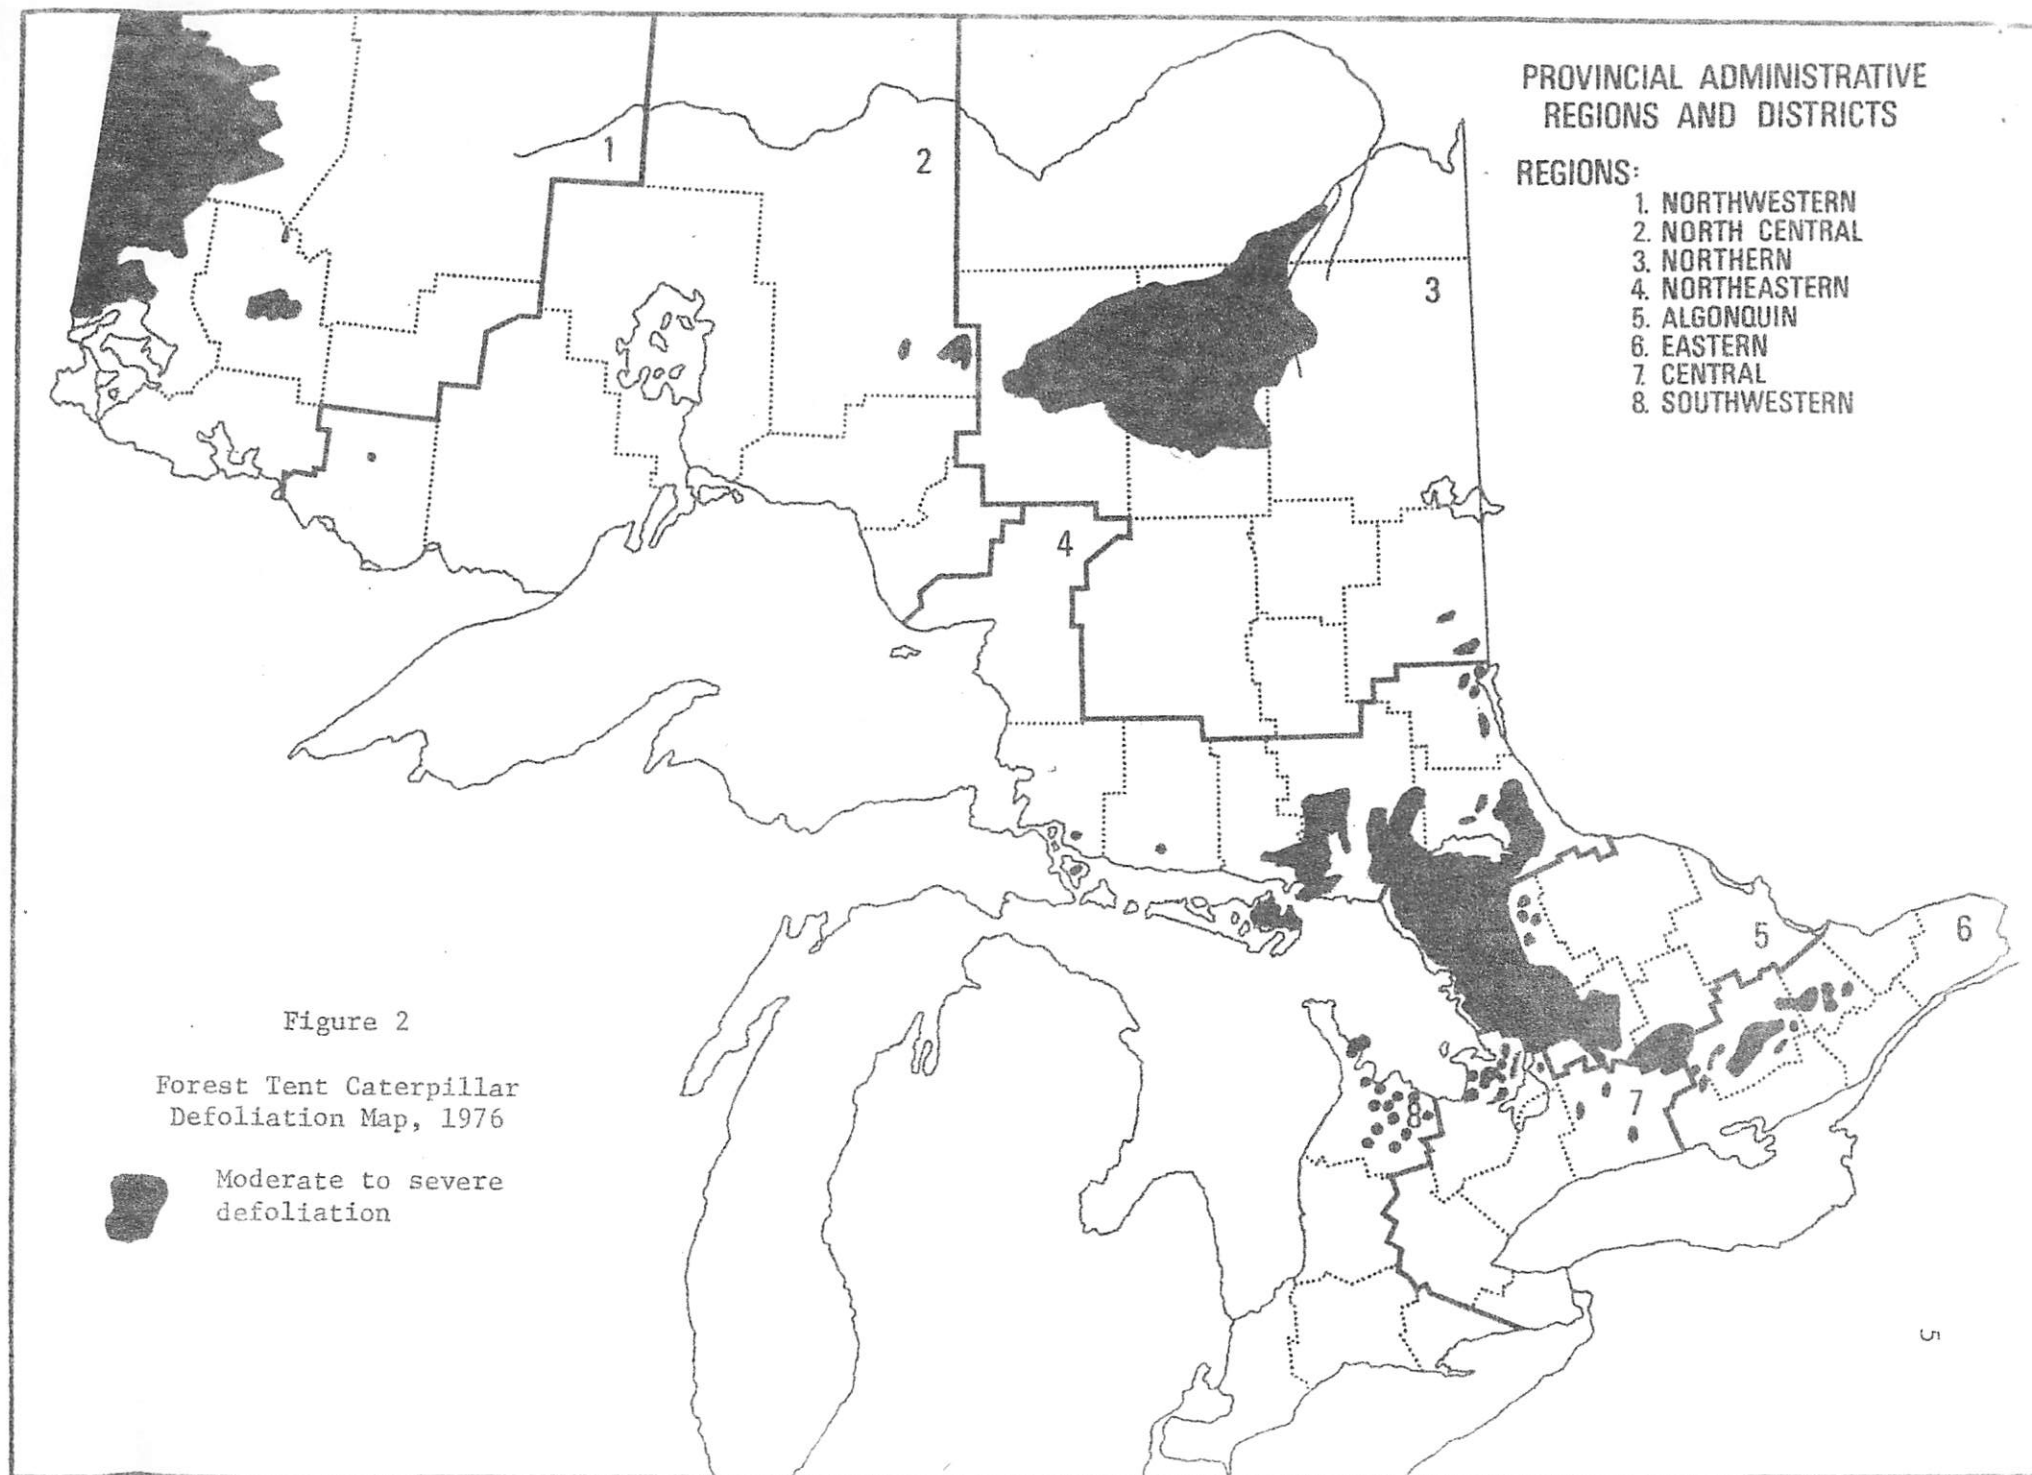 PROVINCIAL ADMINISTRATIVE
REGIONS AND DISTRICTS
REGIONS:
1. NORTHWESTERN
2. NORTH CENTRAL
3. NORTHERN
4. NORTHEASTERN
5. ALGONQUIN
6. EASTERN
7. CENTRAL
8. SOUTHWESTERN
1
2
3
4
5
6
7
8
Figure 2
Forest Tent Caterpillar
Defoliation Map, 1976
Moderate to severe
defoliation
5